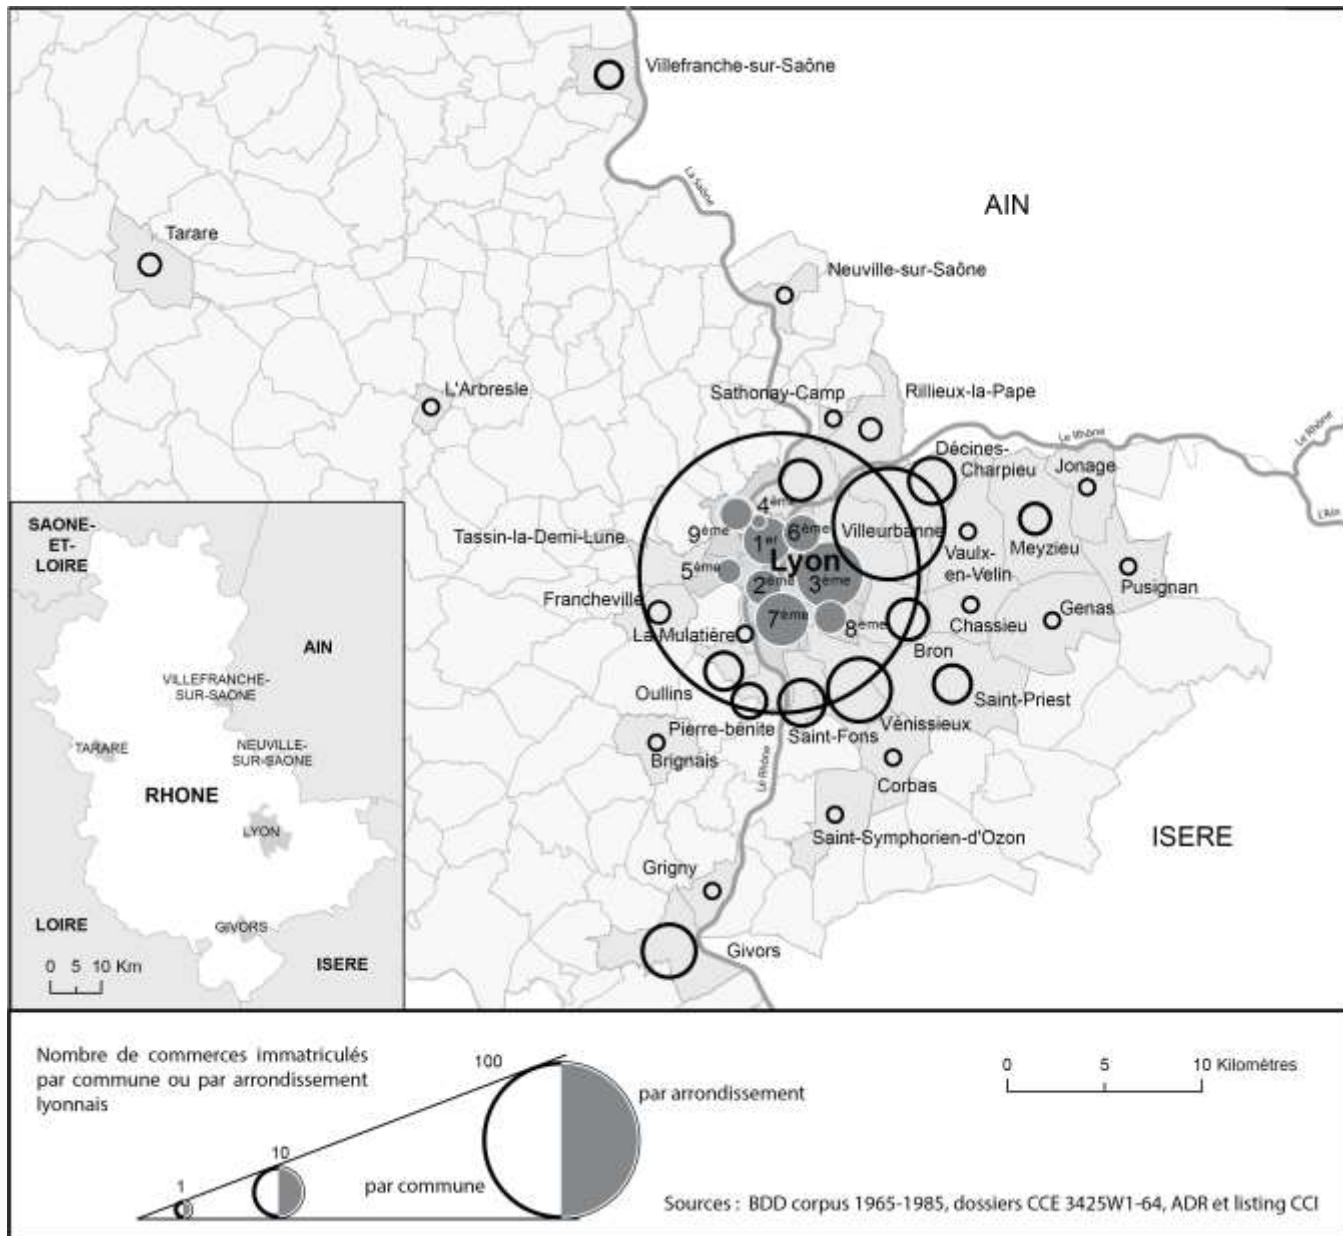 Villefranche-sur-Saône
La Saône
AIN
Tarare
Neuville-sur-Saône
L'Arbresle
Sathonay-Camp
Rillieux-la-Pape
Le Rhône
Le Rhône
L'Ain
Décines-
Charpieu
Jonage
4ème
9ème
6ème
1er
Villeurbanne
Tassin-la-Demi-Lune
Lyon
Vaulx-
en-Velin
Meyzieu
Pusignan
5ème
2ème
3ème
Francheville
7ème
8ème
La Mulatière
Bron
Chassieu
Genas
Oullins
Saint-Priest
Pierre-bénite
Saint-Fons
Vénissieux
Brignais
Le Rhône
Corbas
Saint-Symphorien-d'Ozon
ISERE
Grigny
Givors
SAONE-
ET-
LOIRE
AIN
VILLEFRANCHE-
SUR-SAONE
TARARE
NEUVILLE-
SUR-SAONE
RHONE
LYON
LOIRE
GIVORS
ISERE
0 5 10 Km
Nombre de commerces immatriculés
par commune ou par arrondissement
lyonnais
1
10
100
par commune
par arrondissement
0 5 10 Kilomètres
Sources : BDD corpus 1965-1985, dossiers CCE 3425W1-64, ADR et listing CCI